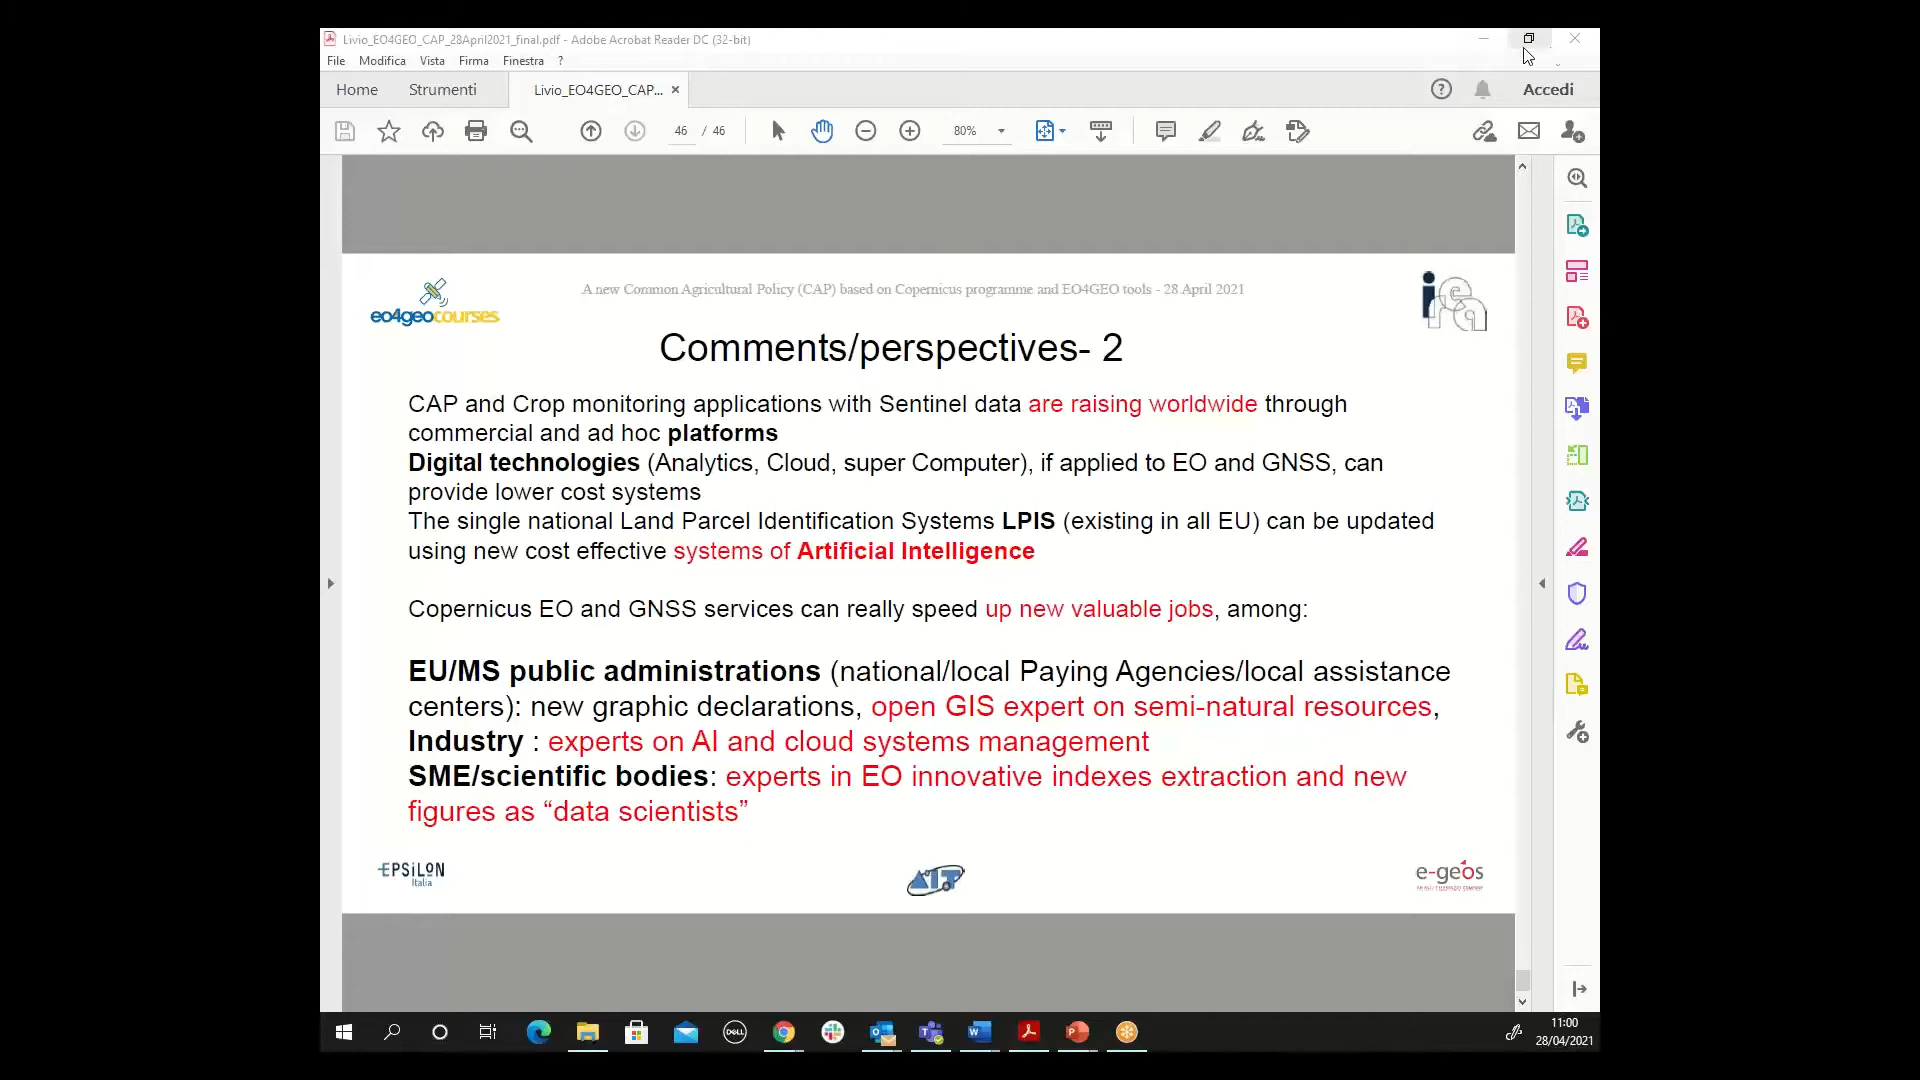 Livio_EO4GEO_CAP_28April2021_final.pdf - Adobe Acrobat Reader DC (32-bit)
File Modifica Vista Firma Finestra ?
Home Strumenti Livio_EO4GEO_CAP... × Accedi
46 / 46 80%
eo4geocourses
A new Common Agricultural Policy (CAP) based on Copernicus programme and EO4GEO tools - 28 April 2021
Comments/perspectives- 2
CAP and Crop monitoring applications with Sentinel data are raising worldwide through
commercial and ad hoc platforms
Digital technologies (Analytics, Cloud, super Computer), if applied to EO and GNSS, can
provide lower cost systems
The single national Land Parcel Identification Systems LPIS (existing in all EU) can be updated
using new cost effective systems of Artificial Intelligence
Copernicus EO and GNSS services can really speed up new valuable jobs, among:
EU/MS public administrations (national/local Paying Agencies/local assistance
centers): new graphic declarations, open GIS expert on semi-natural resources,
Industry : experts on AI and cloud systems management
SME/scientific bodies: experts in EO innovative indexes extraction and new
figures as “data scientists”
EPSILON
Italia
AIT
e-geos
11:00
28/04/2021